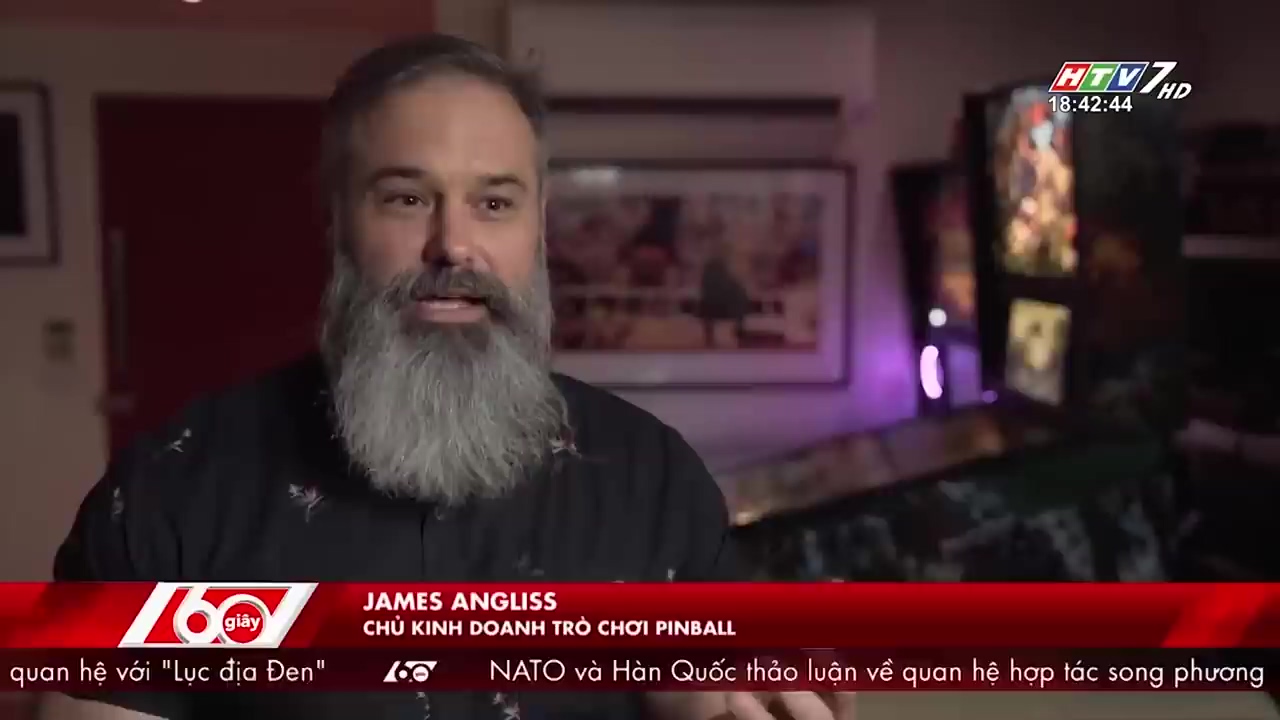 HTV7 HD
18:42:44
JAMES ANGLISS
60 giây
CHỦ KINH DOANH TRÒ CHƠI PINBALL
quan hệ với "Lục địa Đen" 60 giây NATO và Hàn Quốc thảo luận về quan hệ hợp tác song phương